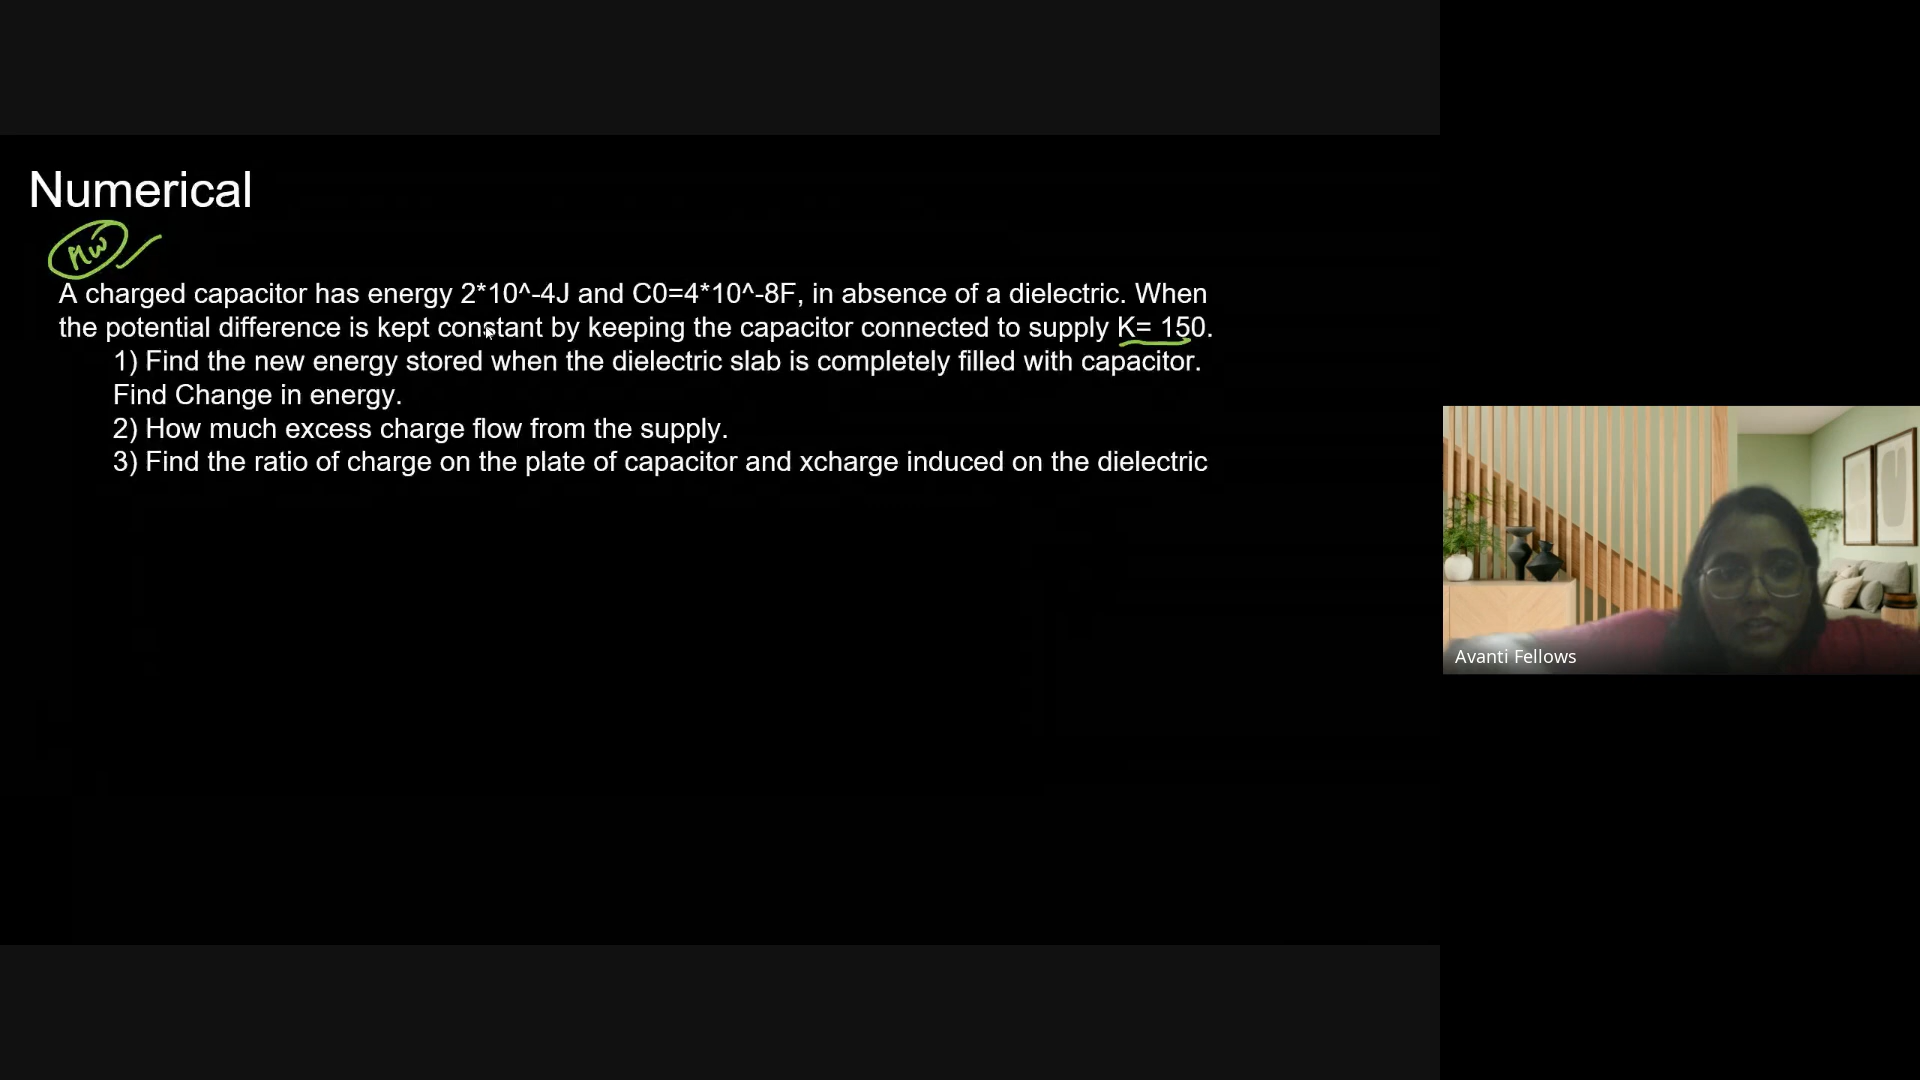 Numerical
HW
A charged capacitor has energy 2*10^-4J and C0=4*10^-8F, in absence of a dielectric. When
the potential difference is kept constant by keeping the capacitor connected to supply K= 150.
1) Find the new energy stored when the dielectric slab is completely filled with capacitor.
Find Change in energy.
2) How much excess charge flow from the supply.
3) Find the ratio of charge on the plate of capacitor and xcharge induced on the dielectric
Avanti Fellows